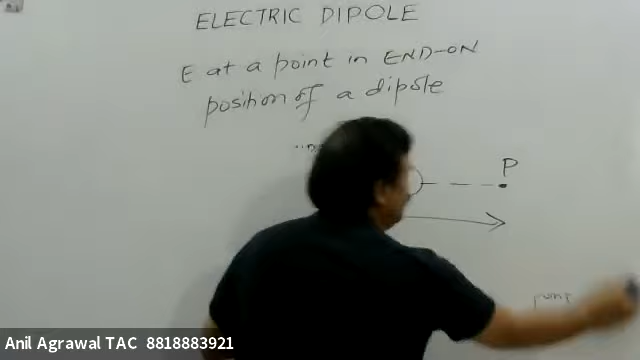 ELECTRIC DIPOLE
E at a point in END-ON
position of a dipole
P
Anil Agrawal TAC 8818883921